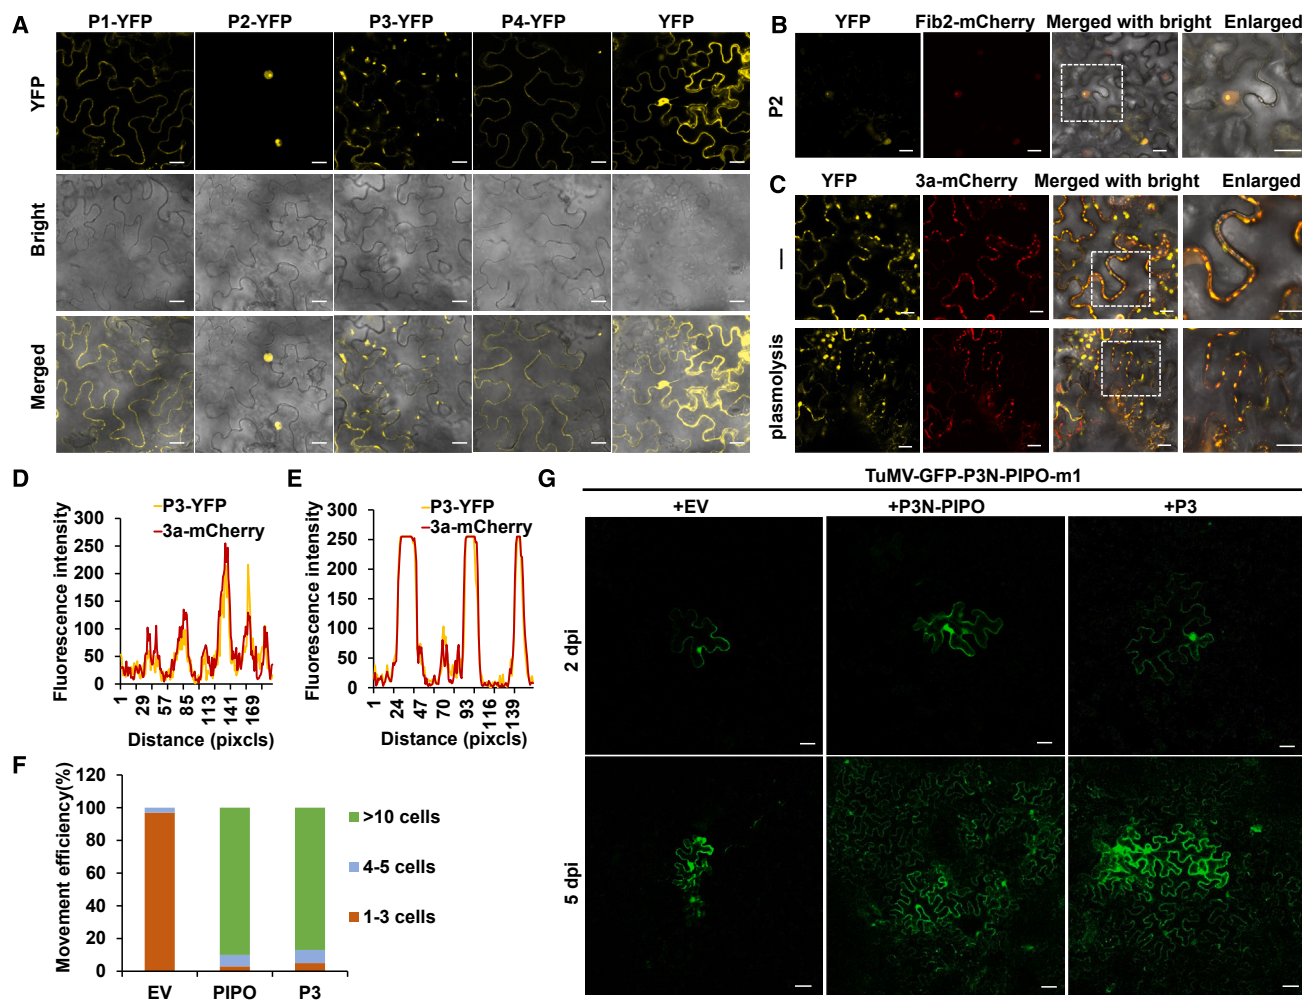 A
P1-YFP P2-YFP P3-YFP P4-YFP YFP
YFP
Bright
Merged
B
YFP Fib2-mCherry Merged with bright Enlarged
P2
C
YFP 3a-mCherry Merged with bright Enlarged
—
plasmolysis
D
P3-YFP
3a-mCherry
Fluorescence intensity
300
250
200
150
100
50
0
1 29 57 85 113 141 169
Distance (pixcls)
E
P3-YFP
3a-mCherry
Fluorescence intensity
300
250
200
150
100
50
0
1 24 47 70 93 116 139
Distance (pixcls)
F
Movement efficiency(%)
120
100
80
60
40
20
0
EV PIPO P3
>10 cells
4-5 cells
1-3 cells
G
TuMV-GFP-P3N-PIPO-m1
+EV +P3N-PIPO +P3
2 dpi
5 dpi